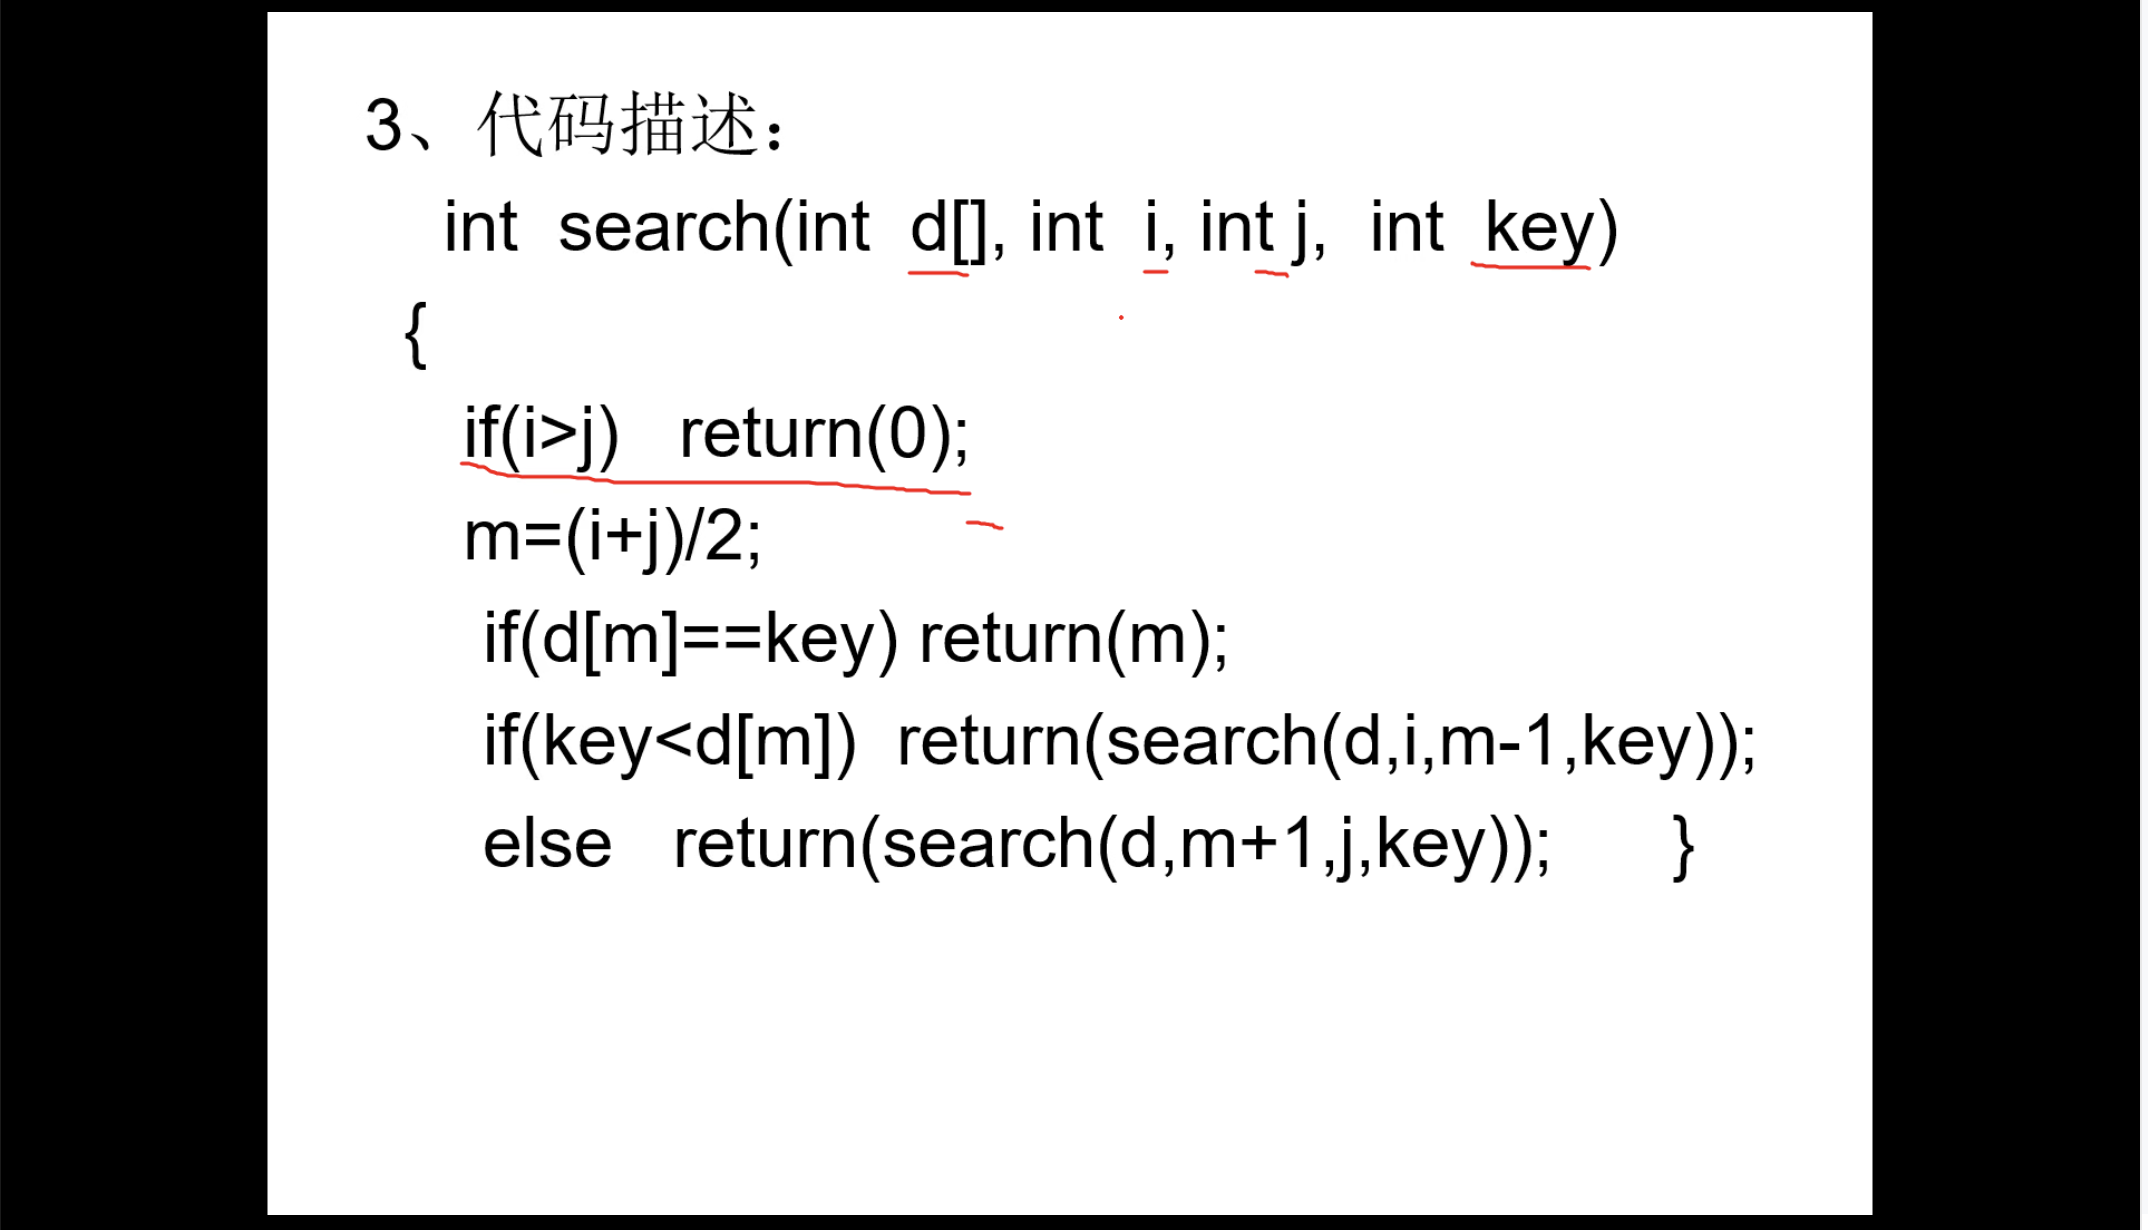 3、代码描述：
int search(int d[], int i, int j, int key)
{
if(i>j) return(0);
m=(i+j)/2;
if(d[m]==key) return(m);
if(key<d[m]) return(search(d,i,m-1,key));
else return(search(d,m+1,j,key)); }